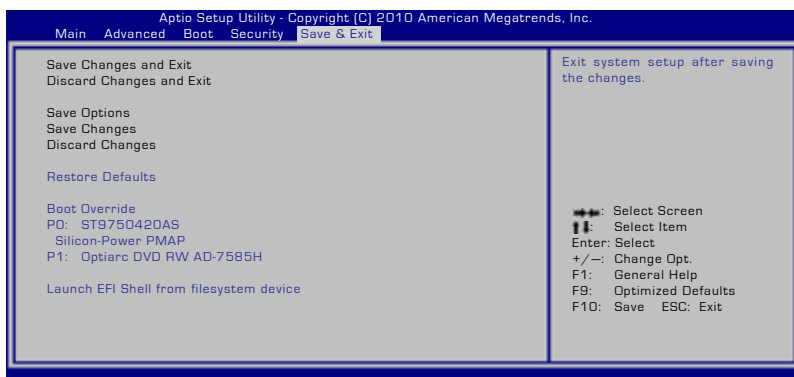 Aptio Setup Utility - Copyright (C) 2010 American Megatrends, Inc.
Main Advanced Boot Security Save & Exit
Save Changes and Exit
Discard Changes and Exit
Save Options
Save Changes
Discard Changes
Restore Defaults
Boot Override
P0: ST9750420AS
Silicon-Power PMAP
P1: Optiarc DVD RW AD-7585H
Launch EFI Shell from filesystem device
Exit system setup after saving
the changes.
→←: Select Screen
↑↓: Select Item
Enter: Select
+/—: Change Opt.
F1: General Help
F9: Optimized Defaults
F10: Save ESC: Exit